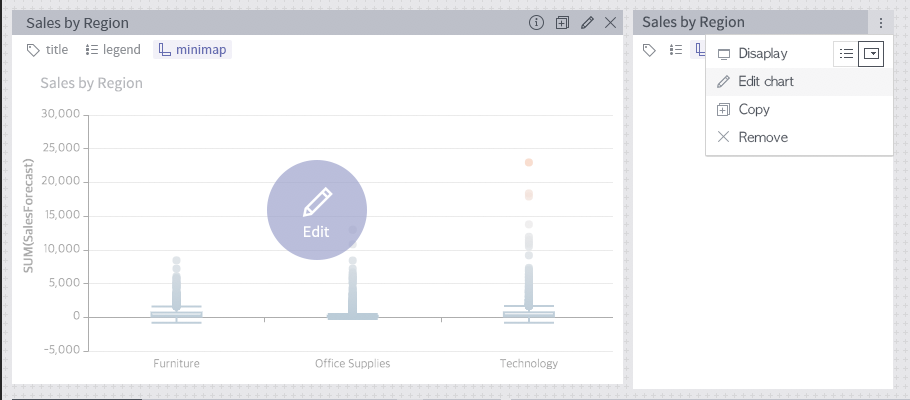 Sales by Region
title legend minimap
Sales by Region
30,000
25,000
20,000
15,000
10,000
5,000
0
-5,000
SUM(SalesForecast)
Edit
Furniture Office Supplies Technology
Sales by Region
Disaplay
Edit chart
Copy
Remove